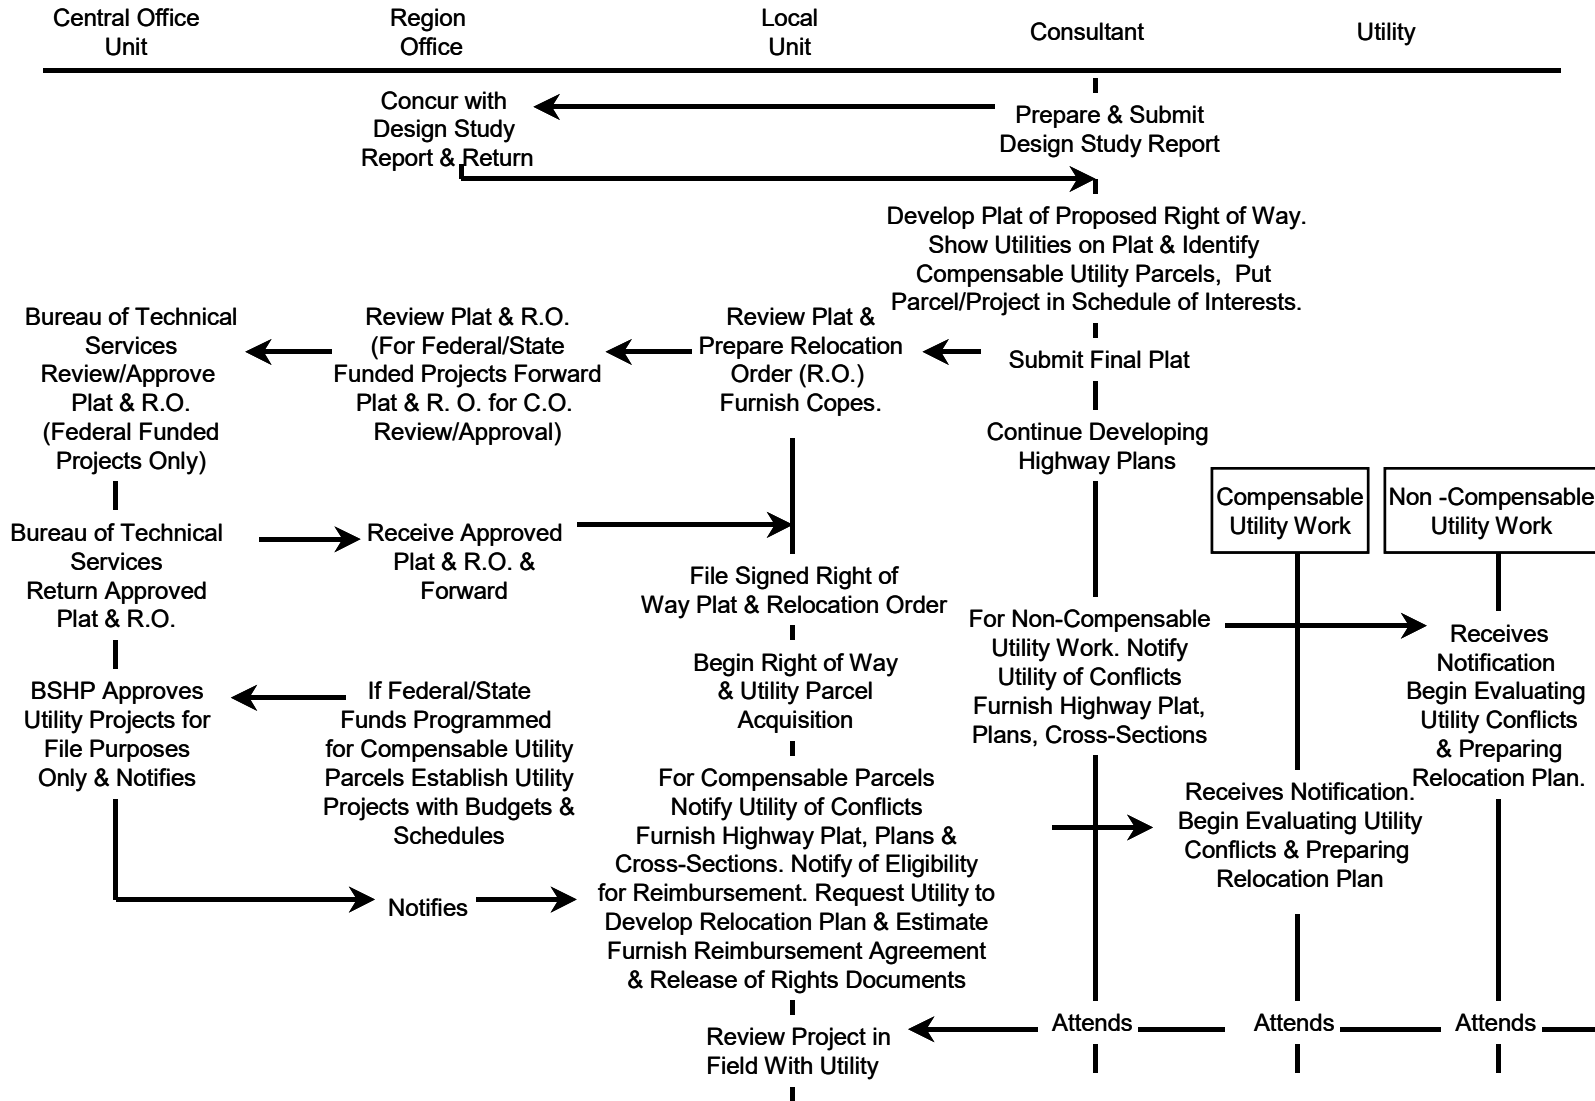 Central Office
Unit
Region
Office
Local
Unit
Consultant
Utility
Concur with
Design Study
Report & Return
Prepare & Submit
Design Study Report
Develop Plat of Proposed Right of Way.
Show Utilities on Plat & Identify
Compensable Utility Parcels, Put
Parcel/Project in Schedule of Interests.
Bureau of Technical
Services
Review/Approve
Plat & R.O.
(Federal Funded
Projects Only)
Review Plat & R.O.
(For Federal/State
Funded Projects Forward
Plat & R. O. for C.O.
Review/Approval)
Review Plat &
Prepare Relocation
Order (R.O.)
Furnish Copes.
Submit Final Plat
Continue Developing
Highway Plans
Compensable
Utility Work
Non -Compensable
Utility Work
Bureau of Technical
Services
Return Approved
Plat & R.O.
Receive Approved
Plat & R.O. &
Forward
File Signed Right of
Way Plat & Relocation Order
For Non-Compensable
Utility Work. Notify
Utility of Conflicts
Furnish Highway Plat,
Plans, Cross-Sections
Receives
Notification
Begin Evaluating
Utility Conflicts
& Preparing
Relocation Plan.
Begin Right of Way
& Utility Parcel
Acquisition
BSHP Approves
Utility Projects for
File Purposes
Only & Notifies
If Federal/State
Funds Programmed
for Compensable Utility
Parcels Establish Utility
Projects with Budgets &
Schedules
For Compensable Parcels
Notify Utility of Conflicts
Furnish Highway Plat, Plans &
Cross-Sections. Notify of Eligibility
for Reimbursement. Request Utility to
Develop Relocation Plan & Estimate
Furnish Reimbursement Agreement
& Release of Rights Documents
Receives Notification.
Begin Evaluating Utility
Conflicts & Preparing
Relocation Plan
Notifies
Review Project in
Field With Utility
Attends
Attends
Attends